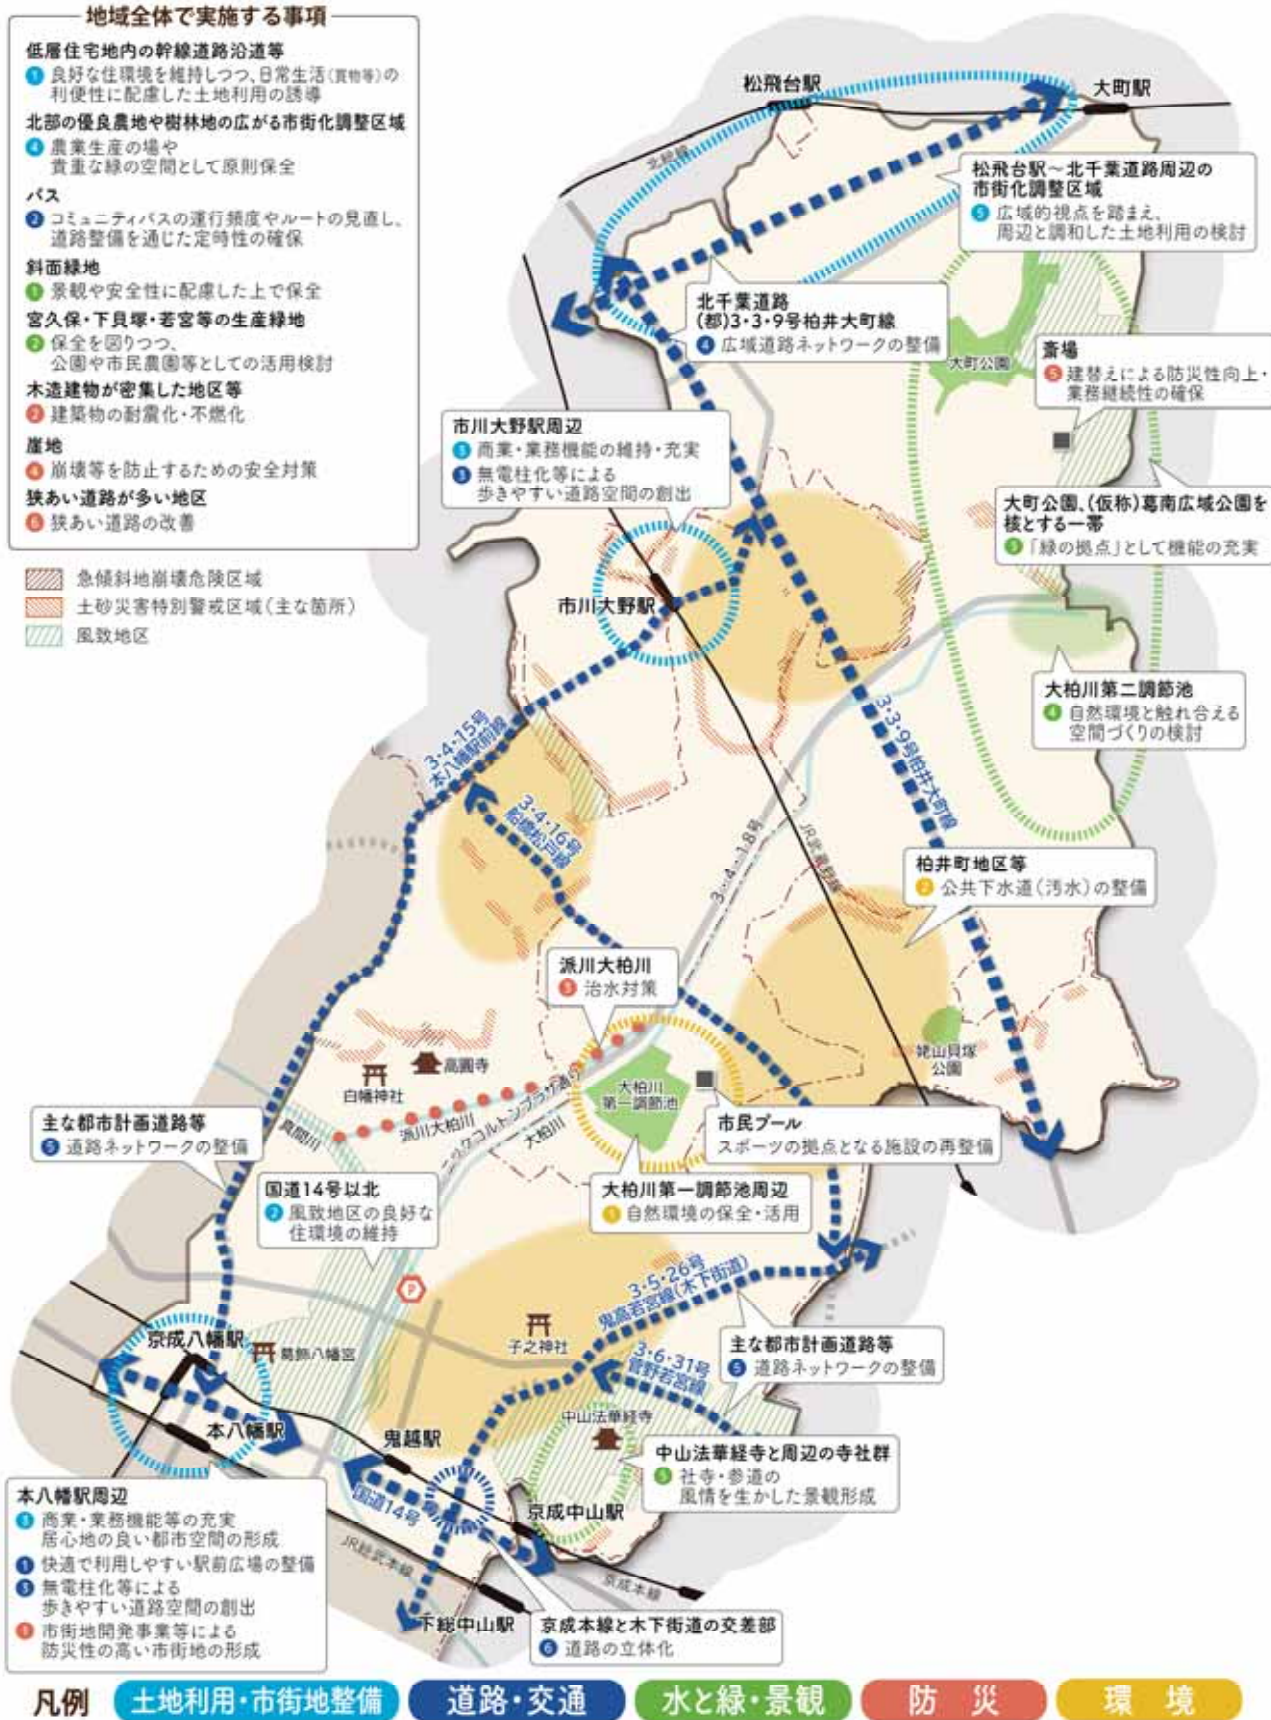 地域全体で実施する事項
低層住宅地内の幹線道路沿道等
1 良好な住環境を維持しつつ、日常生活(買物等)の
利便性に配慮した土地利用の誘導
北部の優良農地や樹林地の広がる市街化調整区域
4 農業生産の場や
貴重な緑の空間として原則保全
バス
2 コミュニティバスの運行頻度やルートの見直し、
道路整備を通じた定時性の確保
斜面緑地
1 景観や安全性に配慮した上で保全
宮久保・下貝塚・若宮等の生産緑地
2 保全を図りつつ、
公園や市民農園等としての活用検討
木造建物が密集した地区等
2 建築物の耐震化・不燃化
崖地
4 崩壊等を防止するための安全対策
狭あい道路が多い地区
6 狭あい道路の改善
急傾斜地崩壊危険区域
土砂災害特別警戒区域(主な箇所)
風致地区
松飛台駅
大町駅
北総線
松飛台駅～北千葉道路周辺の
市街化調整区域
5 広域的視点を踏まえ、
周辺と調和した土地利用の検討
北千葉道路
(都)3・3・9号柏井大町線
4 広域道路ネットワークの整備
大町公園
斎場
5 建替えによる防災性向上・
業務継続性の確保
市川大野駅周辺
3 商業・業務機能の維持・充実
3 無電柱化等による
歩きやすい道路空間の創出
大町公園、(仮称)葛南広域公園を
核とする一帯
3 「緑の拠点」として機能の充実
市川大野駅
大柏川第二調節池
4 自然環境と触れ合える
空間づくりの検討
3・4・15号
本八幡駅前線
3・3・9号柏井大町線
3・4・16号
船橋松戸線
3・4・18号
JR武蔵野線
柏井町地区等
2 公共下水道(汚水)の整備
派川大柏川
3 治水対策
姥山貝塚
公園
高圓寺
白幡神社
大柏川
第一調節池
派川大柏川
ニッケコルトンプラザ通り
大柏川
真間川
市民プール
スポーツの拠点となる施設の再整備
主な都市計画道路等
5 道路ネットワークの整備
国道14号以北
2 風致地区の良好な
住環境の維持
大柏川第一調節池周辺
1 自然環境の保全・活用
P
3・5・26号
鬼高若宮線(木下街道)
子之神社
京成八幡駅
葛飾八幡宮
主な都市計画道路等
5 道路ネットワークの整備
3・6・31号
菅野若宮線
中山法華経寺
本八幡駅
鬼越駅
中山法華経寺と周辺の寺社群
5 社寺・参道の
風情を生かした景観形成
国道14号
京成中山駅
本八幡駅周辺
3 商業・業務機能等の充実
居心地の良い都市空間の形成
1 快適で利用しやすい駅前広場の整備
3 無電柱化等による
歩きやすい道路空間の創出
1 市街地開発事業等による
防災性の高い市街地の形成
JR総武本線
京成本線
下総中山駅
京成本線と木下街道の交差部
6 道路の立体化
凡例
土地利用・市街地整備
道路・交通
水と緑・景観
防 災
環 境